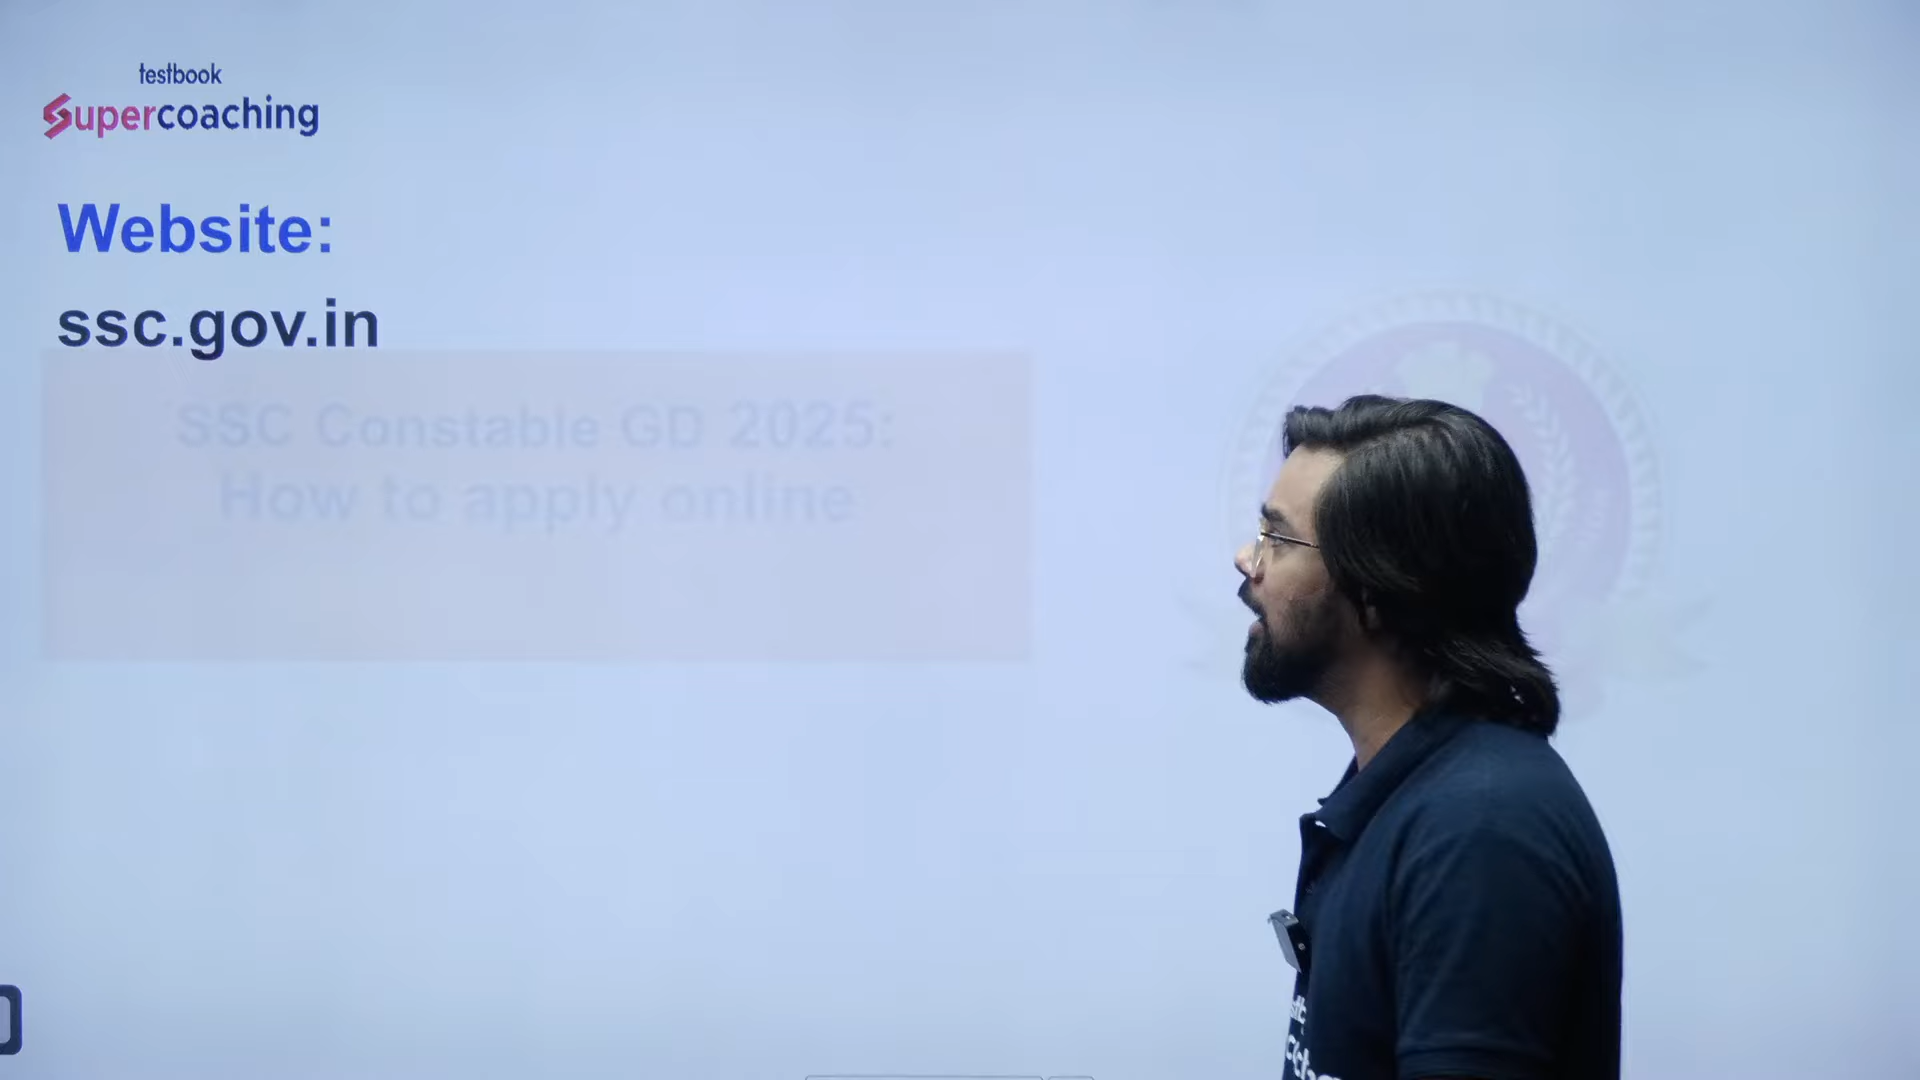 testbook
Supercoaching
Website:
ssc.gov.in
SSC Constable GD 2025:
How to apply online